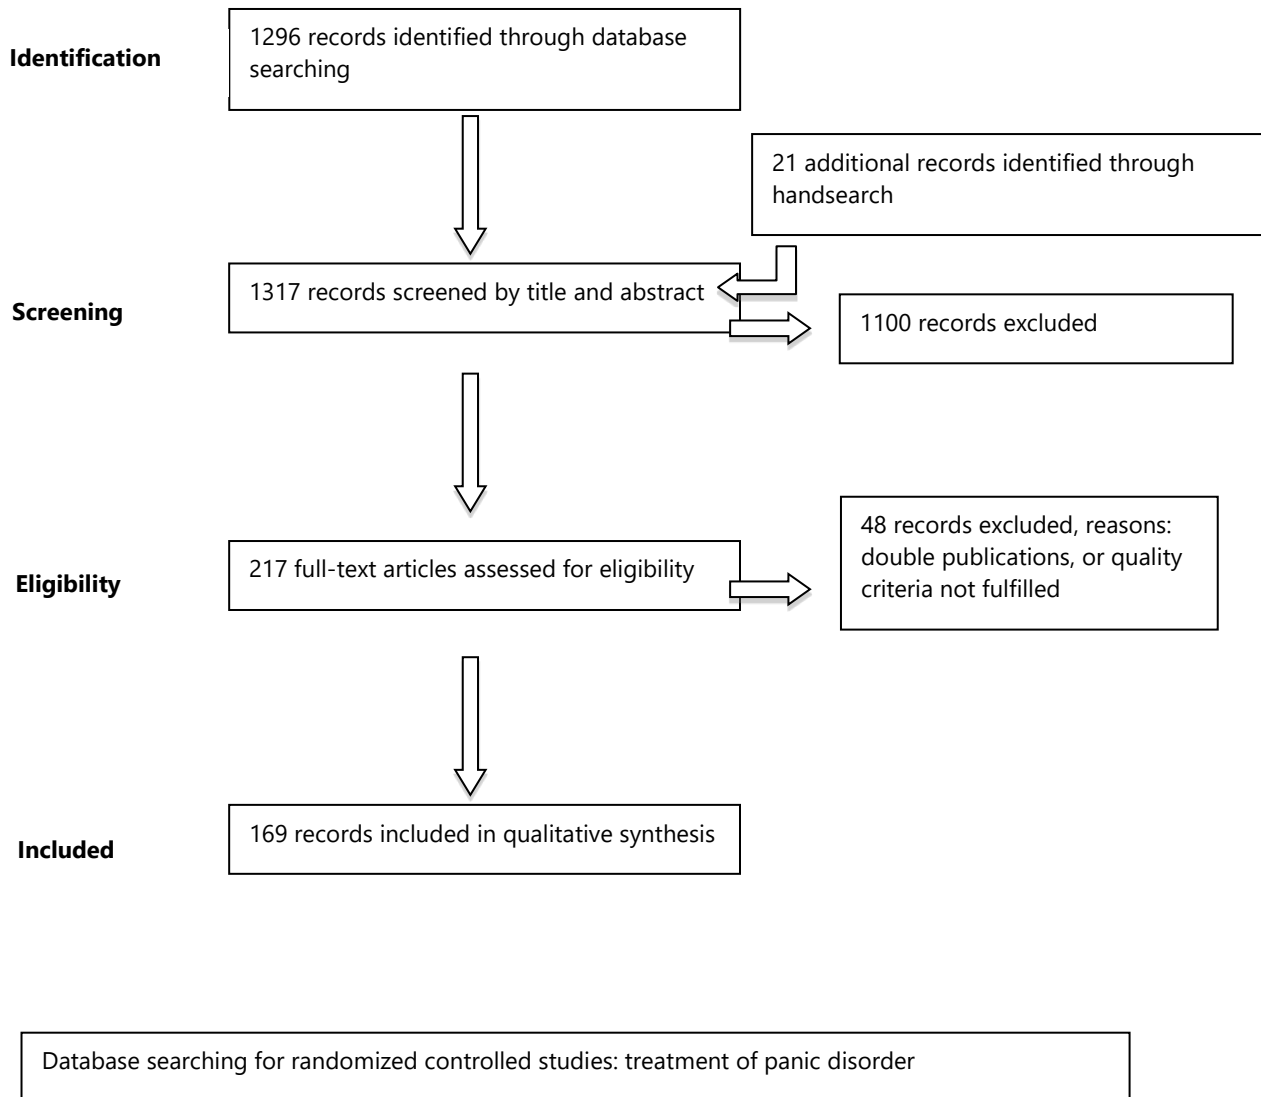 Identification
1296 records identified through database
searching
21 additional records identified through
handsearch
Screening
1317 records screened by title and abstract
1100 records excluded
Eligibility
217 full-text articles assessed for eligibility
48 records excluded, reasons:
double publications, or quality
criteria not fulfilled
Included
169 records included in qualitative synthesis
Database searching for randomized controlled studies: treatment of panic disorder